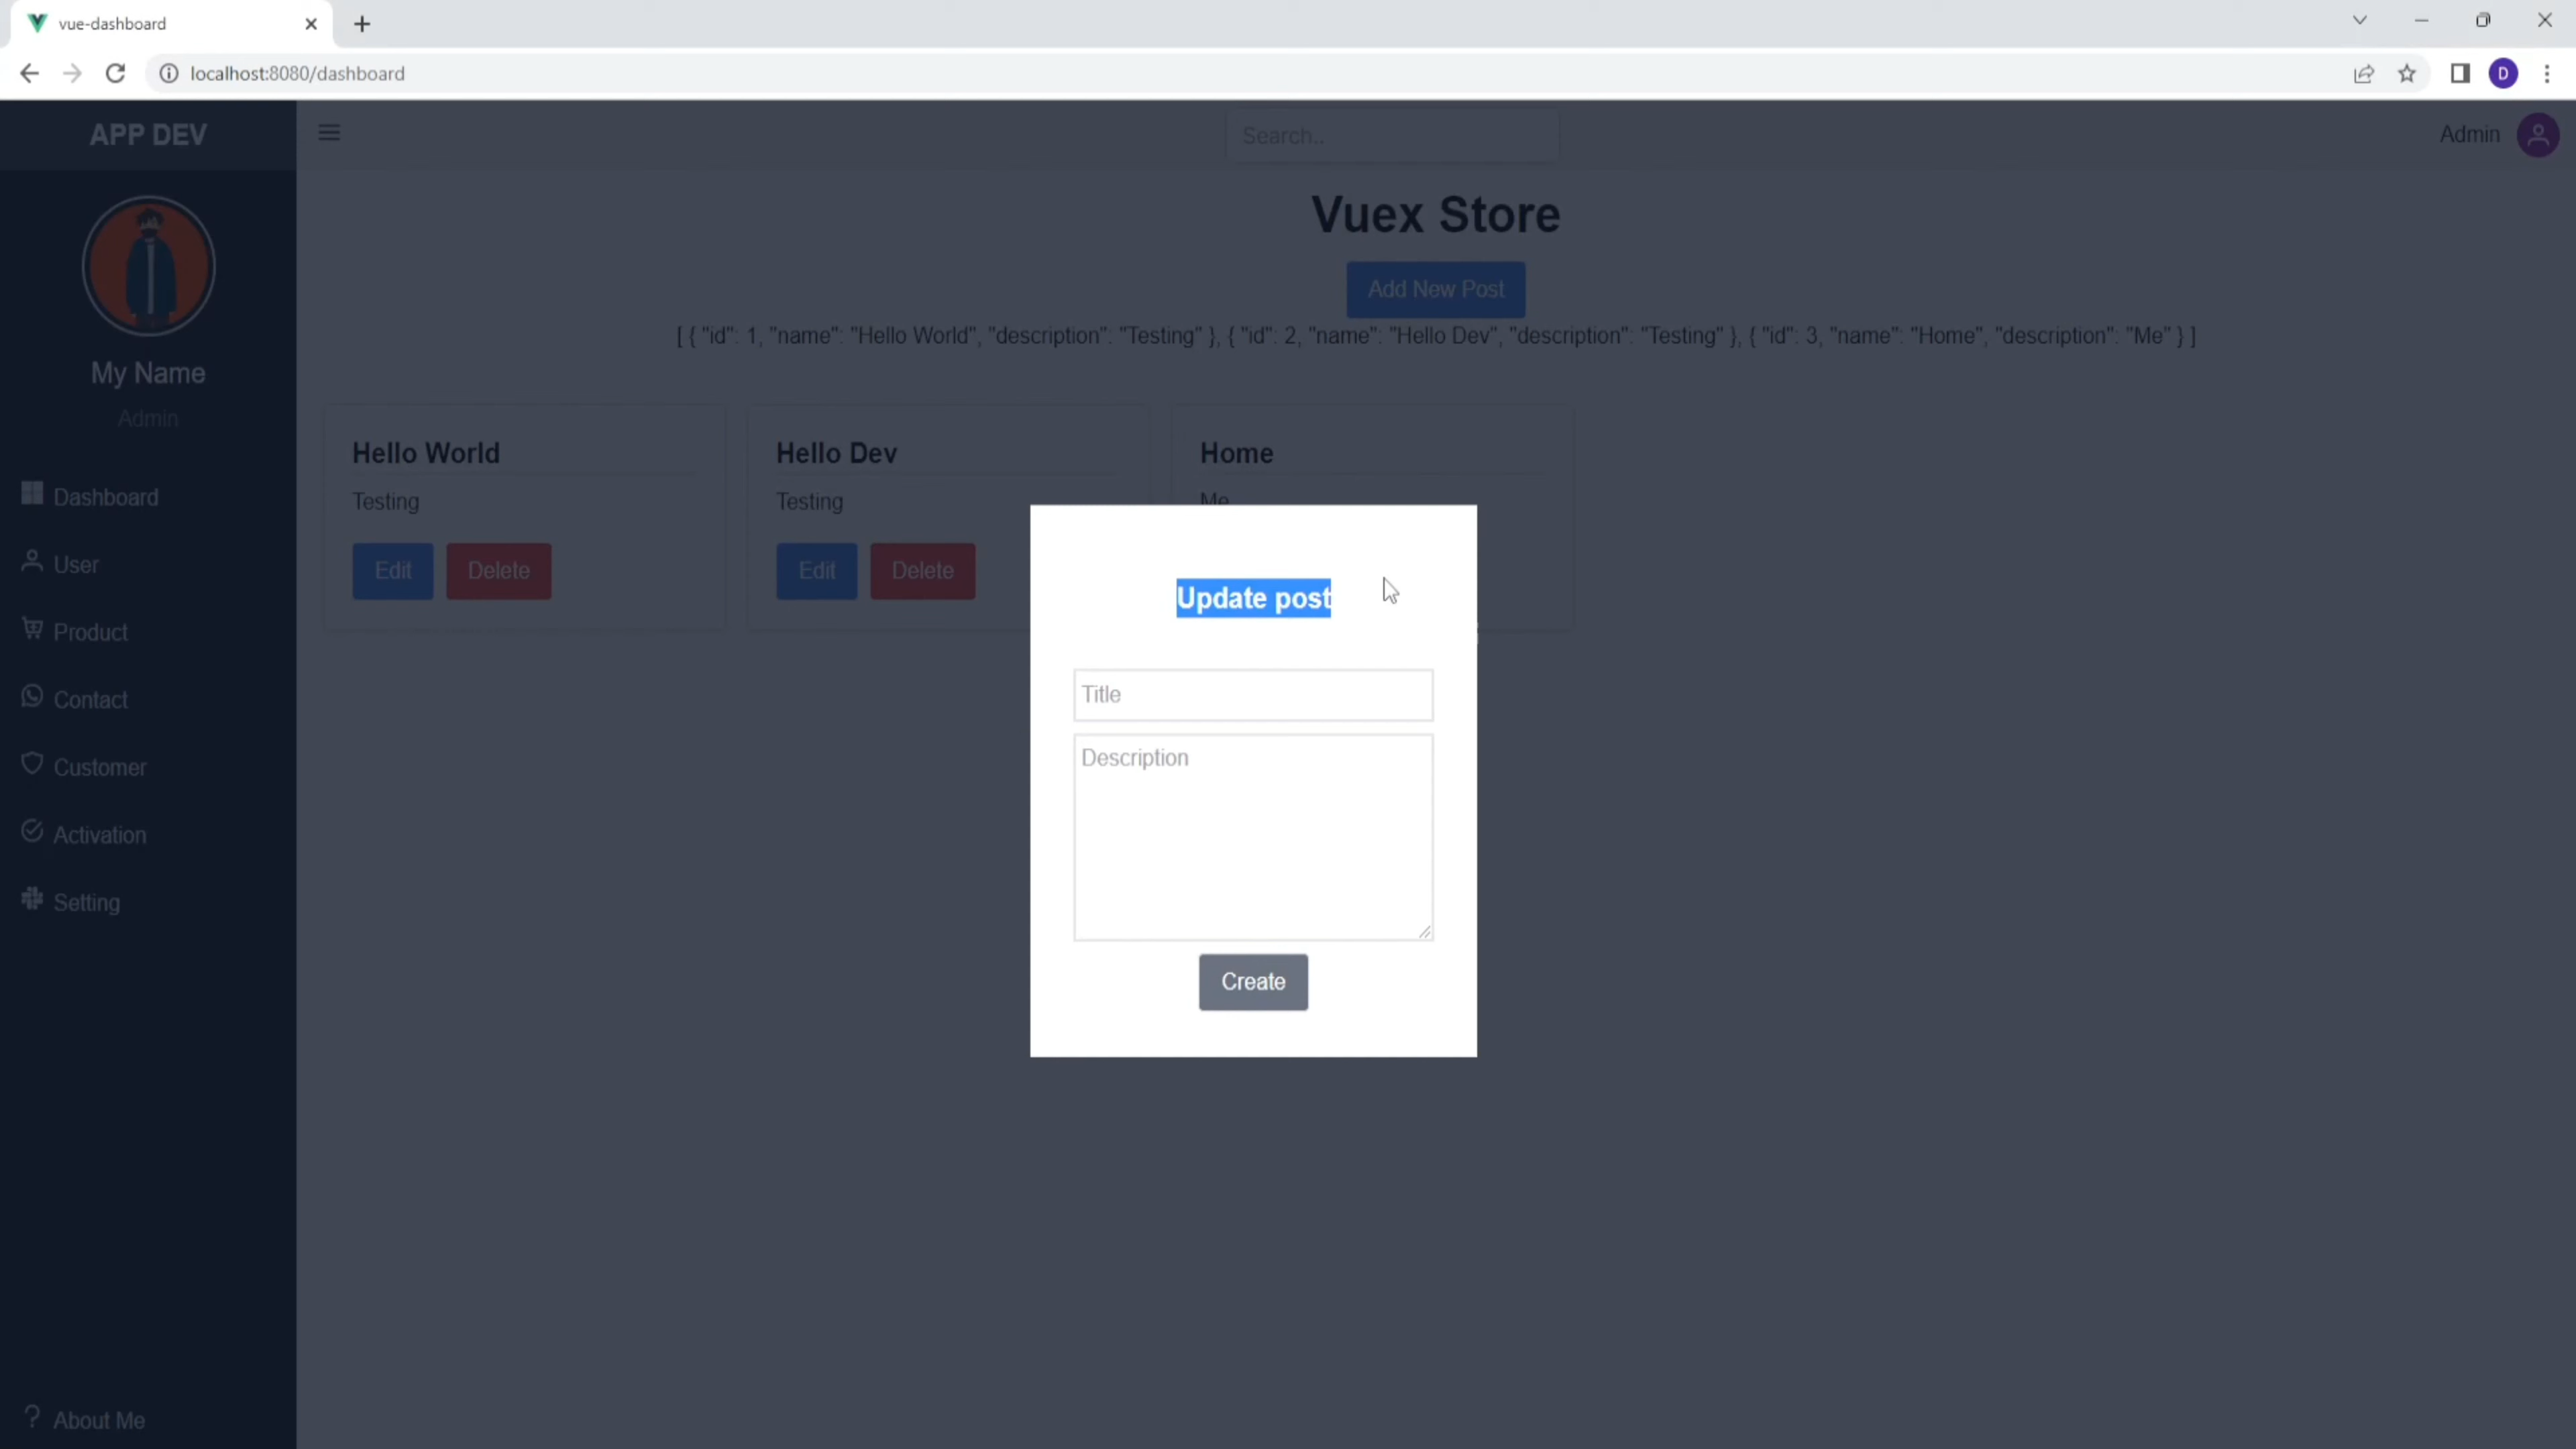 vue-dashboard
localhost:8080/dashboard
D
APP DEV
Search..
Admin
My Name
Admin
Dashboard
User
Product
Contact
Customer
Activation
Setting
About Me
Vuex Store
Add New Post
[ { "id": 1, "name": "Hello World", "description": "Testing" }, { "id": 2, "name": "Hello Dev", "description": "Testing" }, { "id": 3, "name": "Home", "description": "Me" } ]
Hello World
Testing
Edit Delete
Hello Dev
Testing
Edit Delete
Home
Me
Update post
Title
Description
Create